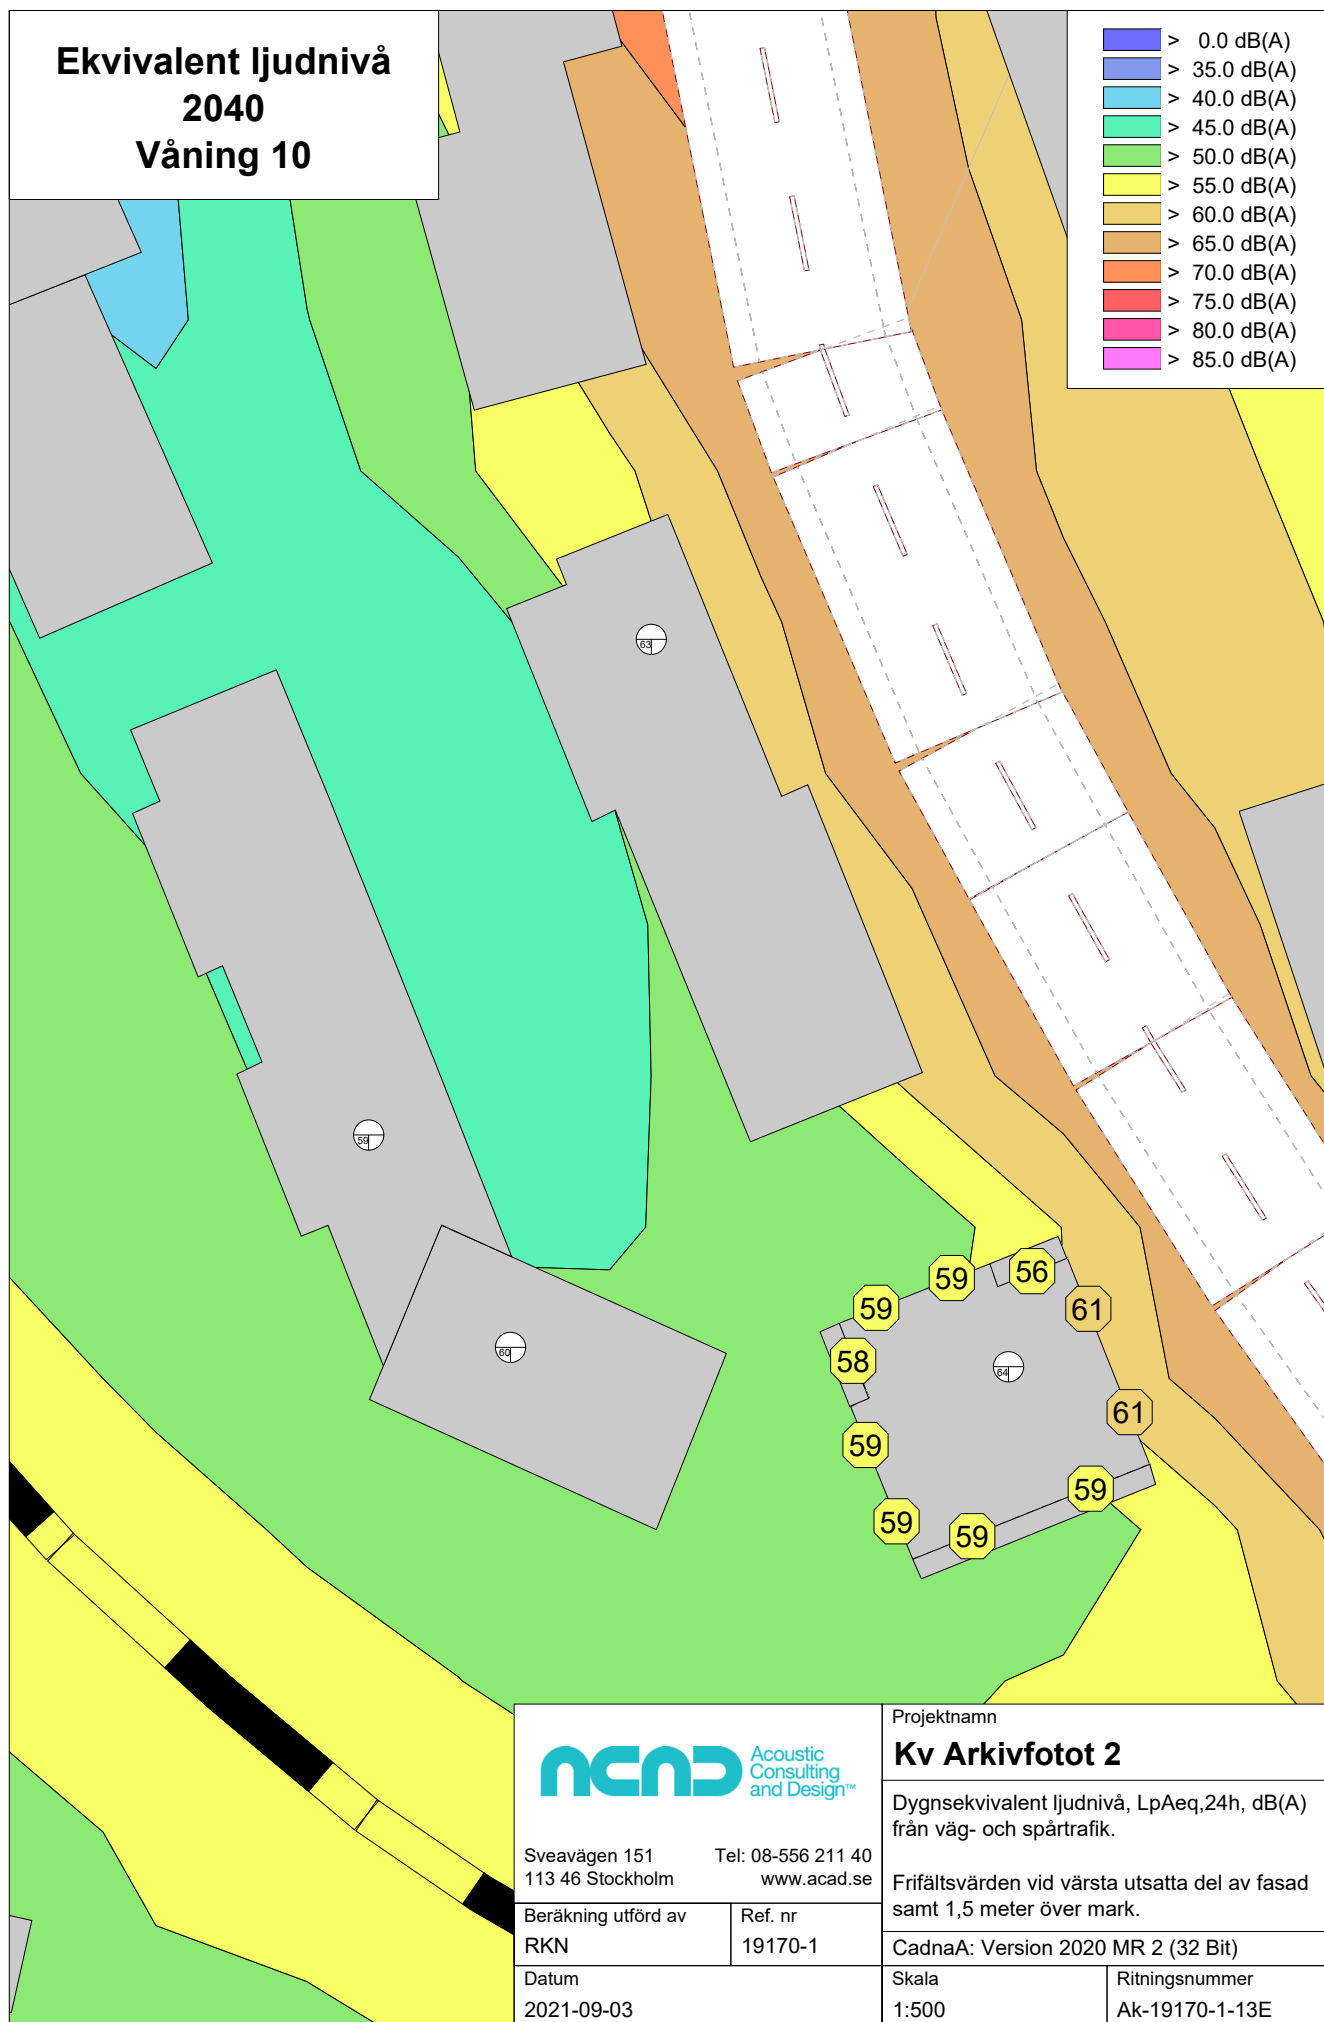 Ekvivalent ljudnivå
2040
Våning 10
> 0.0 dB(A)
> 35.0 dB(A)
> 40.0 dB(A)
> 45.0 dB(A)
> 50.0 dB(A)
> 55.0 dB(A)
> 60.0 dB(A)
> 65.0 dB(A)
> 70.0 dB(A)
> 75.0 dB(A)
> 80.0 dB(A)
> 85.0 dB(A)
63
59
60
59
59
56
61
58
64
61
59
59
59
59
acad Acoustic
Consulting
and Design™
Sveavägen 151 Tel: 08-556 211 40
113 46 Stockholm www.acad.se
Beräkning utförd av
RKN
Ref. nr
19170-1
Datum
2021-09-03
Projektnamn
Kv Arkivfotot 2
Dygnsekvivalent ljudnivå, LpAeq,24h, dB(A)
från väg- och spårtrafik.
Frifältsvärden vid värsta utsatta del av fasad
samt 1,5 meter över mark.
CadnaA: Version 2020 MR 2 (32 Bit)
Skala
1:500
Ritningsnummer
Ak-19170-1-13E